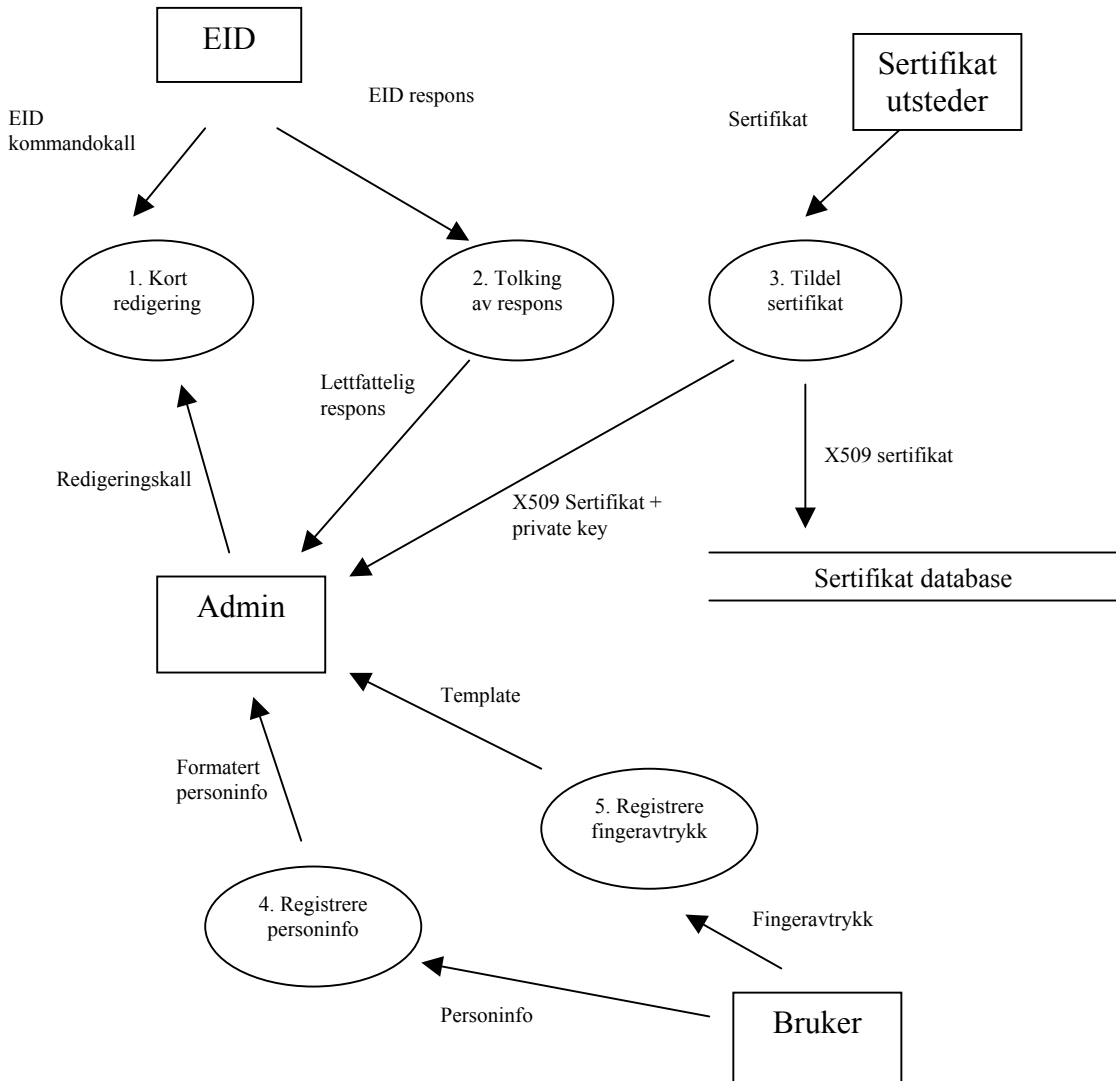 EID
Sertifikat
utsteder
EID respons
EID
kommandokall
Sertifikat
1. Kort
redigering
2. Tolking
av respons
3. Tildel
sertifikat
Lettfattelig
respons
X509 sertifikat
Redigeringskall
X509 Sertifikat +
private key
Sertifikat database
Admin
Template
Formatert
personinfo
5. Registrere
fingeravtrykk
4. Registrere
personinfo
Fingeravtrykk
Personinfo
Bruker